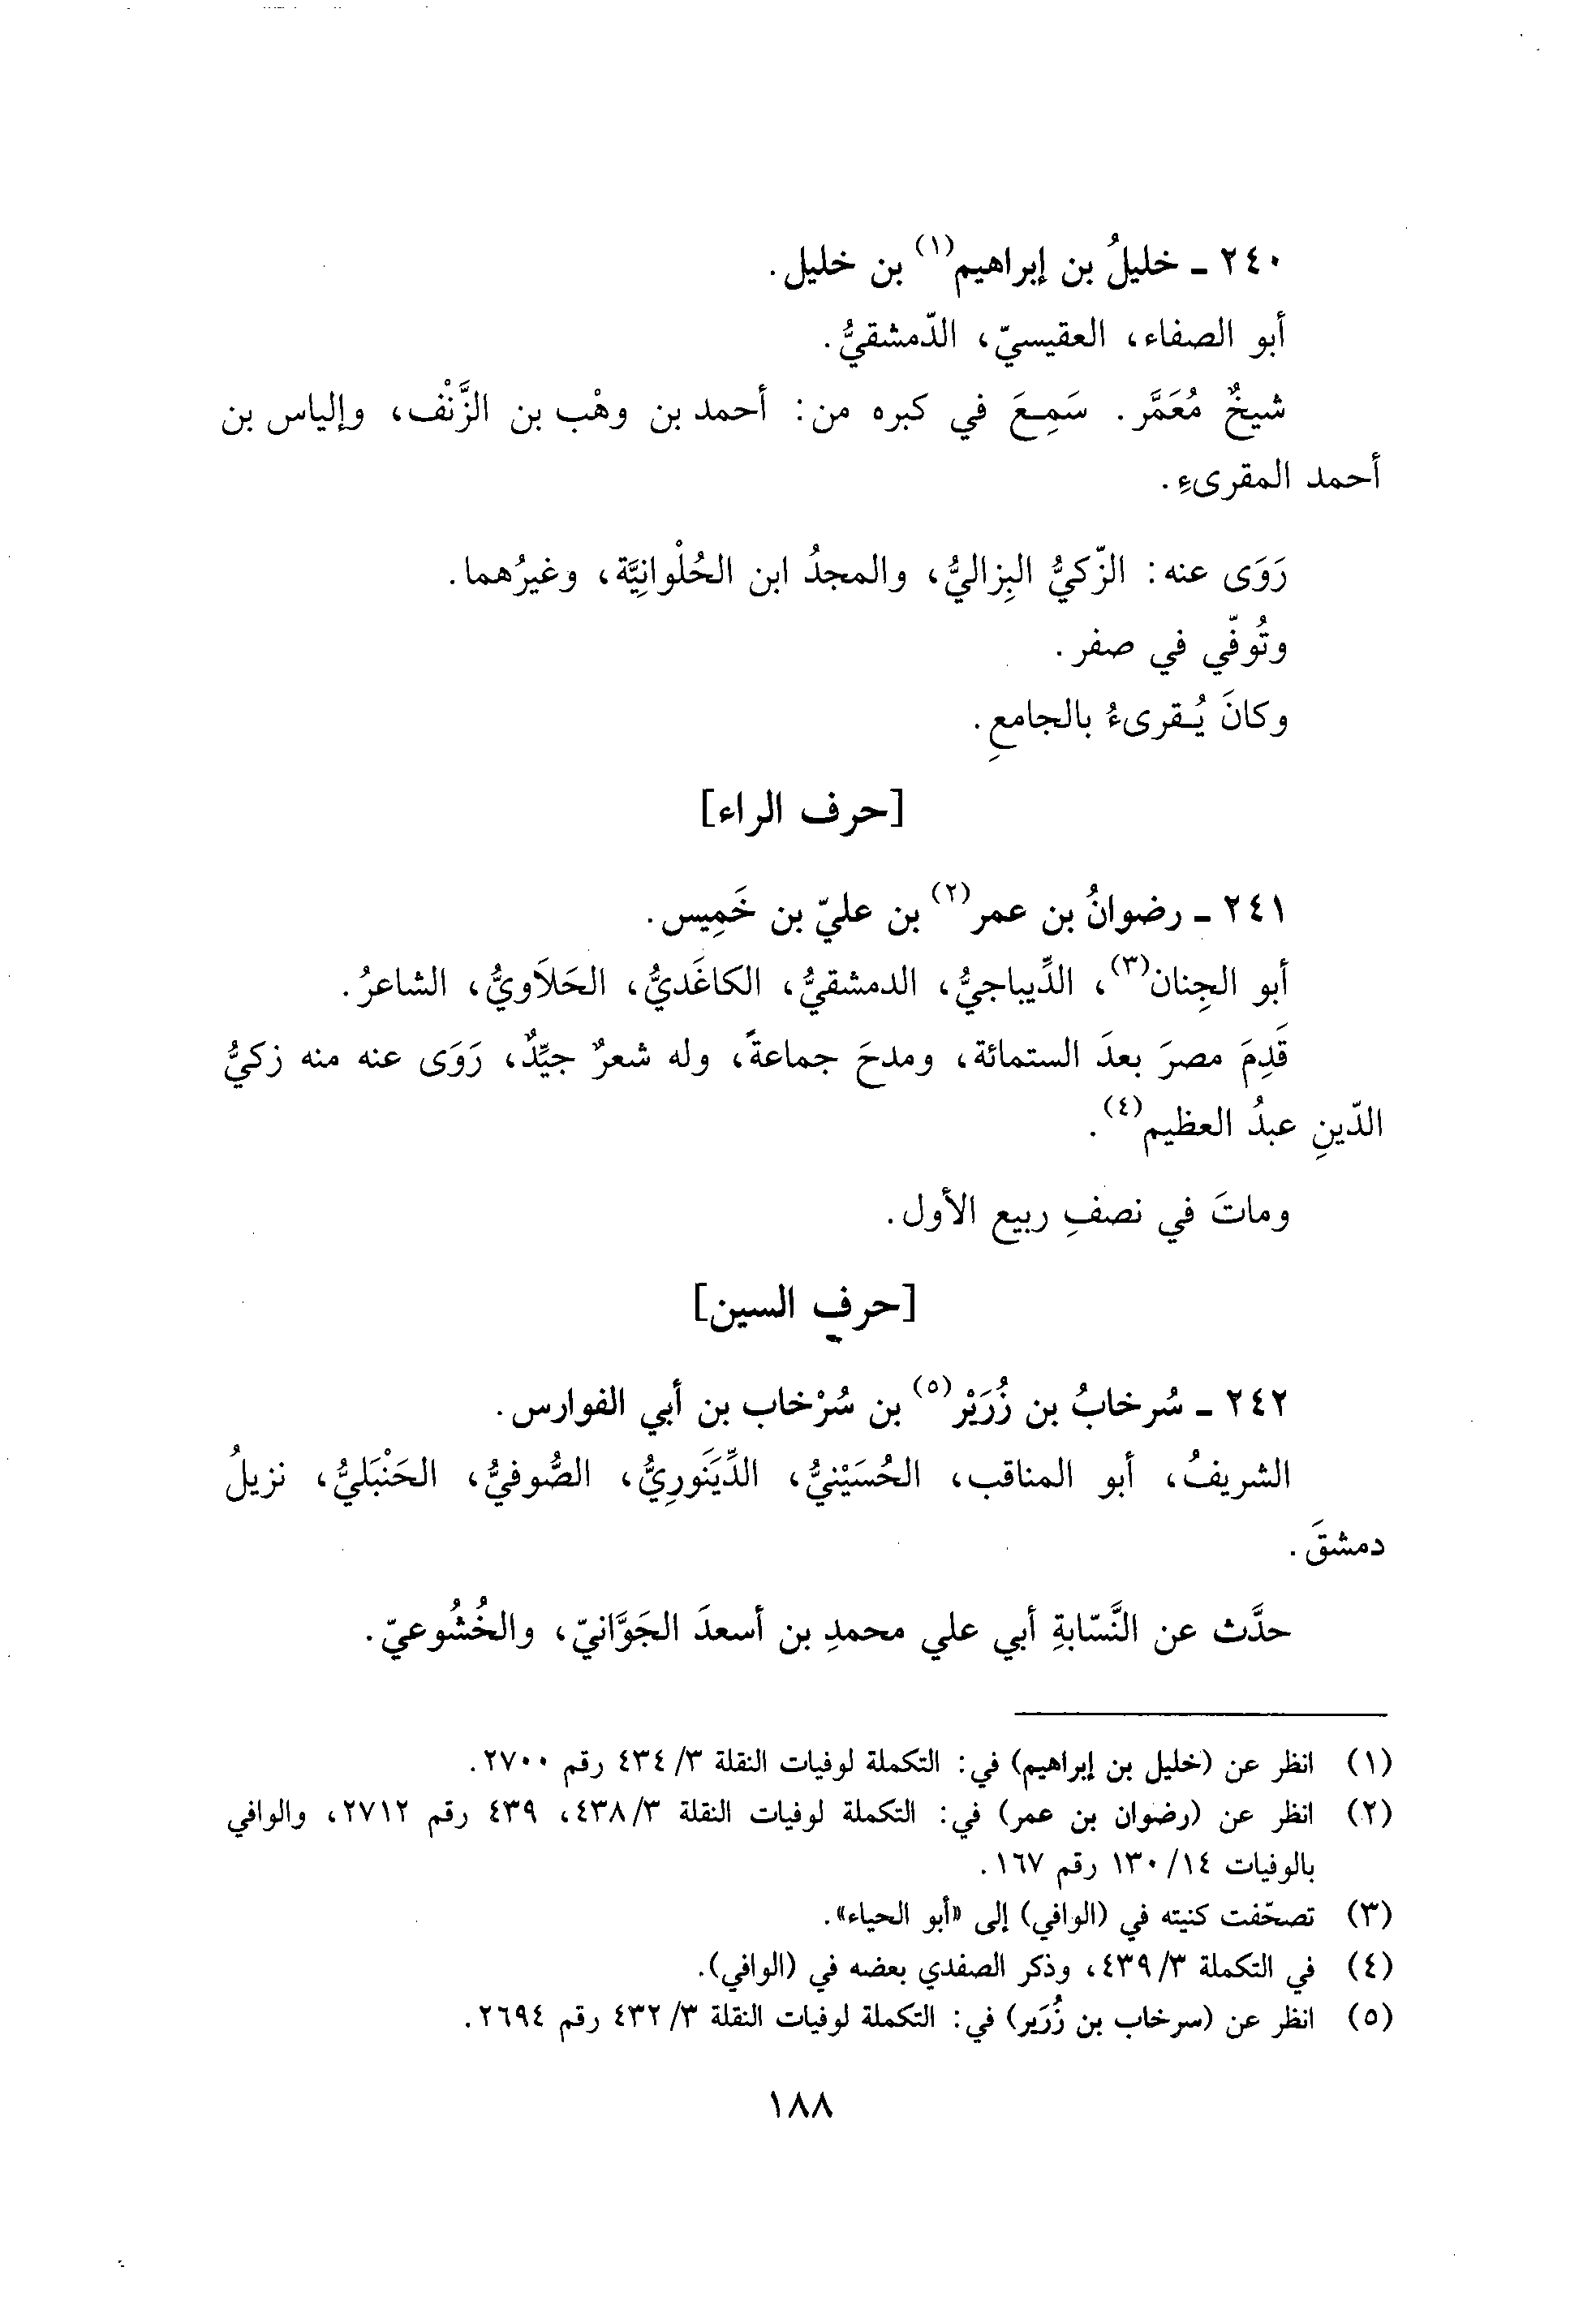 ٢٤٠ ـ خليلُ بن إبراهيم(١) بن خليل.
أبو الصفاء، العقيسيّ، الدّمشقيُّ.
شيخٌ مُعَمَّر. سَمِعَ في كبره من: أحمد بن وهْب بن الزَّنْف، وإلياس بن
أحمد المقرىءِ.
رَوَى عنه: الزّكيُّ البِزاليُّ، والمجدُ ابن الحُلْوانِيَّة، وغيرُهما.
وتُوفّي في صفر.
وكانَ يُقرىءُ بالجامعِ.
[حرف الراء]
٢٤١ ـ رضوانُ بن عمر(٢) بن عليّ بن خَمِيس.
أبو الجِنان(٣)، الدِّيباجيُّ، الدمشقيُّ، الكاغَديُّ، الحَلاَويُّ، الشاعرُ.
قَدِمَ مصرَ بعدَ الستمائة، ومدحَ جماعةً، وله شعرٌ جيِّدٌ، رَوَى عنه منه زكيُّ
الدّينِ عبدُ العظيم(٤).
وماتَ في نصفِ ربيع الأول.
[حرف السين]
٢٤٢ ـ سُرخابُ بن زُرَيْر(٥) بن سُرْخاب بن أبي الفوارس.
الشريفُ، أبو المناقب، الحُسَيْنيُّ، الدِّيَنَورِيُّ، الصُّوفيُّ، الحَنْبَليُّ، نزيلُ
دمشقَ.
حدَّث عن النَّسّابةِ أبي علي محمدِ بن أسعدَ الجَوَّانيّ، والخُشُوعيّ.
(١) انظر عن (خليل بن إبراهيم) في: التكملة لوفيات النقلة ٣/ ٤٣٤ رقم ٢٧٠٠.
(٢) انظر عن (رضوان بن عمر) في: التكملة لوفيات النقلة ٤٣٨/٣، ٤٣٩ رقم ٢٧١٢، والوافي
بالوفيات ١٤/ ١٣٠ رقم ١٦٧.
(٣) تصحّفت كنيته في (الوافي) إلى «أبو الحياء».
(٤) في التكملة ٤٣٩/٣، وذكر الصفدي بعضه في (الوافي).
(٥) انظر عن (سرخاب بن زُرَير) في: التكملة لوفيات النقلة ٣/ ٤٣٢ رقم ٢٦٩٤.
١٨٨